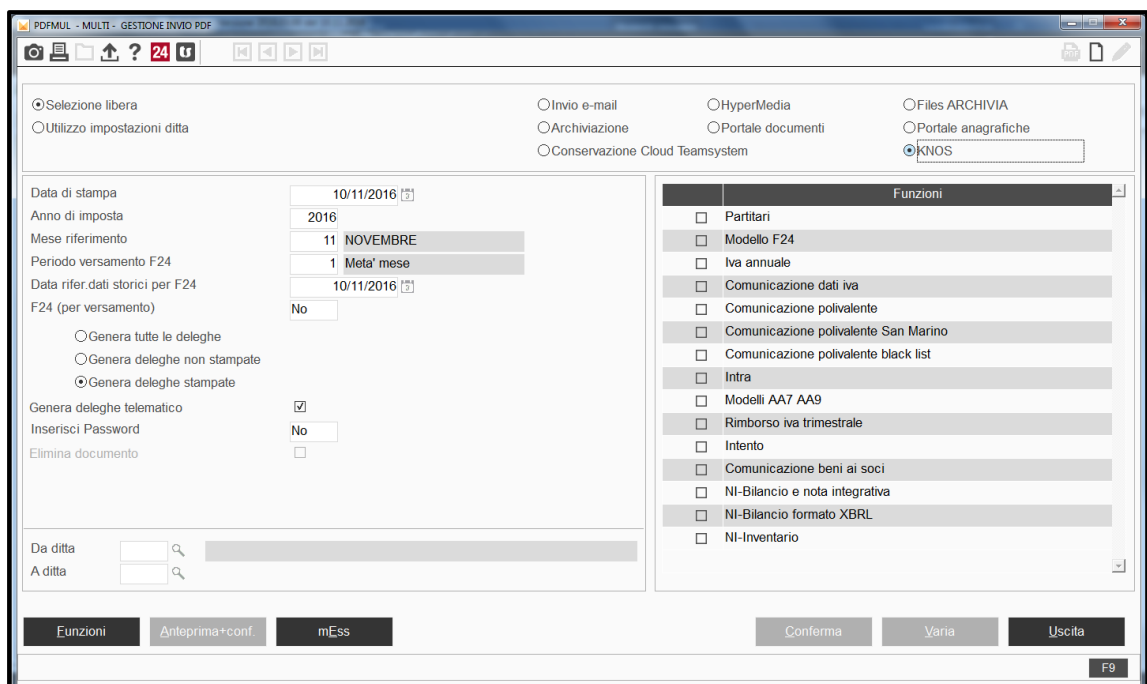 PDFMUL - MULTI - GESTIONE INVIO PDF
24
Selezione libera
Utilizzo impostazioni ditta
Invio e-mail
HyperMedia
Files ARCHIVIA
Archiviazione
Portale documenti
Portale anagrafiche
Conservazione Cloud Teamsystem
KNOS
Data di stampa 10/11/2016
Anno di imposta 2016
Mese riferimento 11 NOVEMBRE
Periodo versamento F24 1 Meta' mese
Data rifer.dati storici per F24 10/11/2016
F24 (per versamento) No
Genera tutte le deleghe
Genera deleghe non stampate
Genera deleghe stampate
Genera deleghe telematico
Inserisci Password No
Elimina documento
Da ditta
A ditta
Funzioni
Partitari
Modello F24
Iva annuale
Comunicazione dati iva
Comunicazione polivalente
Comunicazione polivalente San Marino
Comunicazione polivalente black list
Intra
Modelli AA7 AA9
Rimborso iva trimestrale
Intento
Comunicazione beni ai soci
NI-Bilancio e nota integrativa
NI-Bilancio formato XBRL
NI-Inventario
Funzioni
Anteprima+conf.
mEss
Conferma
Varia
Uscita
F9